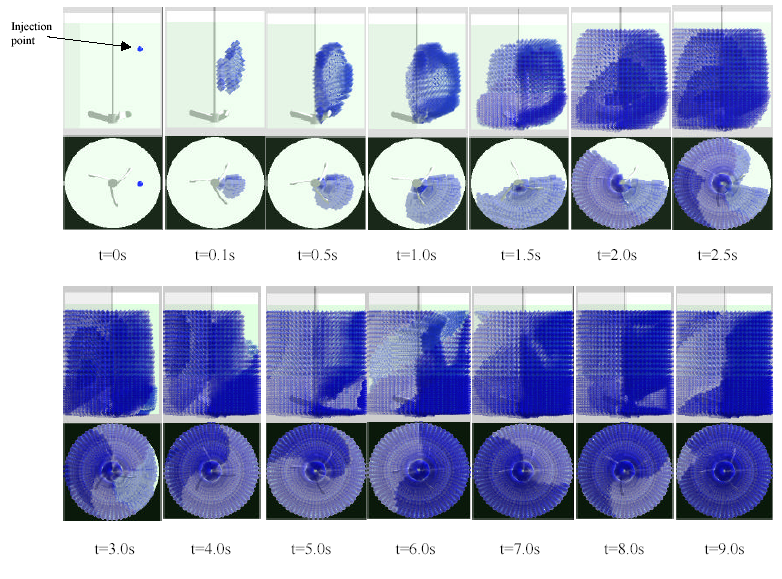 Injection
point
t=0s
t=0.1s
t=0.5s
t=1.0s
t=1.5s
t=2.0s
t=2.5s
t=3.0s
t=4.0s
t=5.0s
t=6.0s
t=7.0s
t=8.0s
t=9.0s